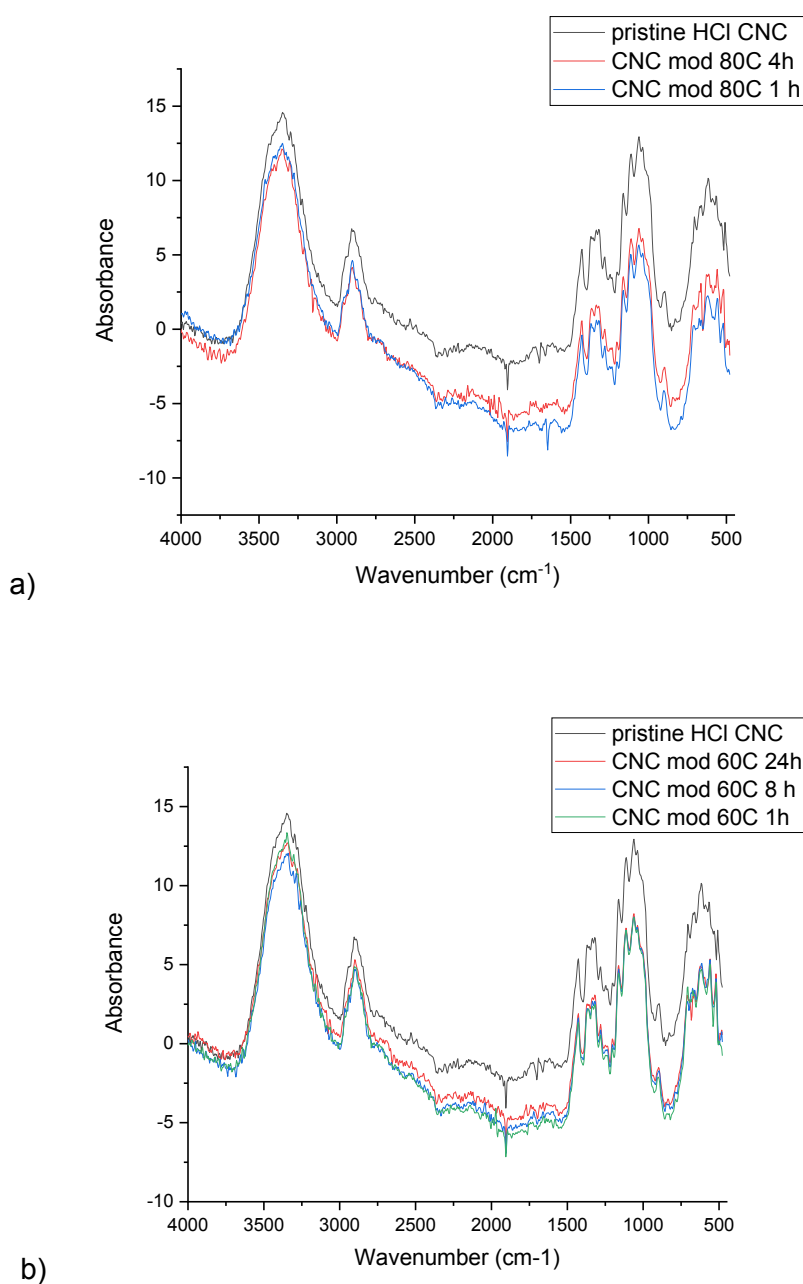 pristine HCl CNC
CNC mod 80C 4h
CNC mod 80C 1 h
15
10
5
0
-5
-10
Absorbance
4000 3500 3000 2500 2000 1500 1000 500
Wavenumber (cm⁻¹)
a)
pristine HCl CNC
CNC mod 60C 24h
CNC mod 60C 8 h
CNC mod 60C 1h
15
10
5
0
-5
-10
Absorbance
4000 3500 3000 2500 2000 1500 1000 500
Wavenumber (cm-1)
b)